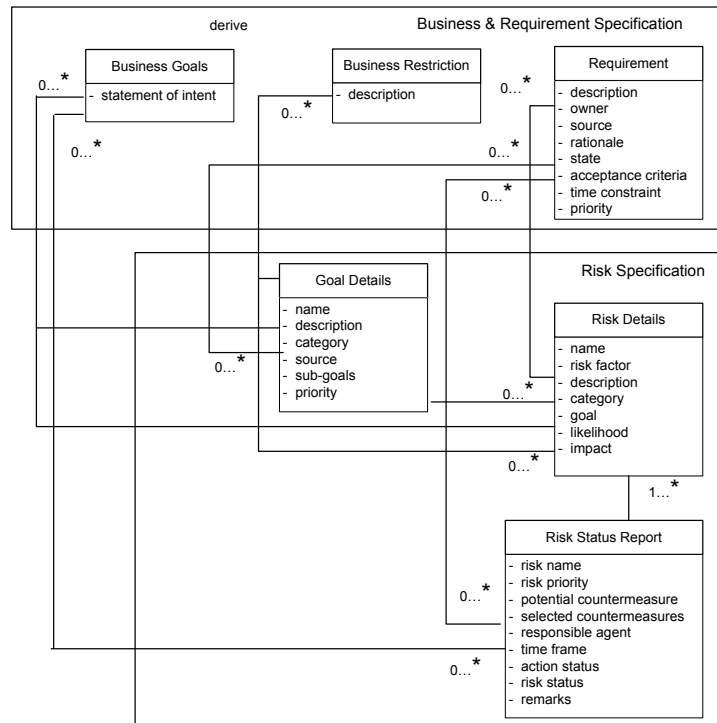 derive
Business & Requirement Specification
Business Goals
- statement of intent
Business Restriction
- description
Requirement
- description
- owner
- source
- rationale
- state
- acceptance criteria
- time constraint
- priority
0...*
0...*
0...*
0...*
0...*
0...*
Risk Specification
Goal Details
- name
- description
- category
- source
- sub-goals
- priority
0...*
0...*
0...*
Risk Details
- name
- risk factor
- description
- category
- goal
- likelihood
- impact
1...*
Risk Status Report
- risk name
- risk priority
- potential countermeasure
- selected countermeasures
- responsible agent
- time frame
- action status
- risk status
- remarks
0...*
0...*